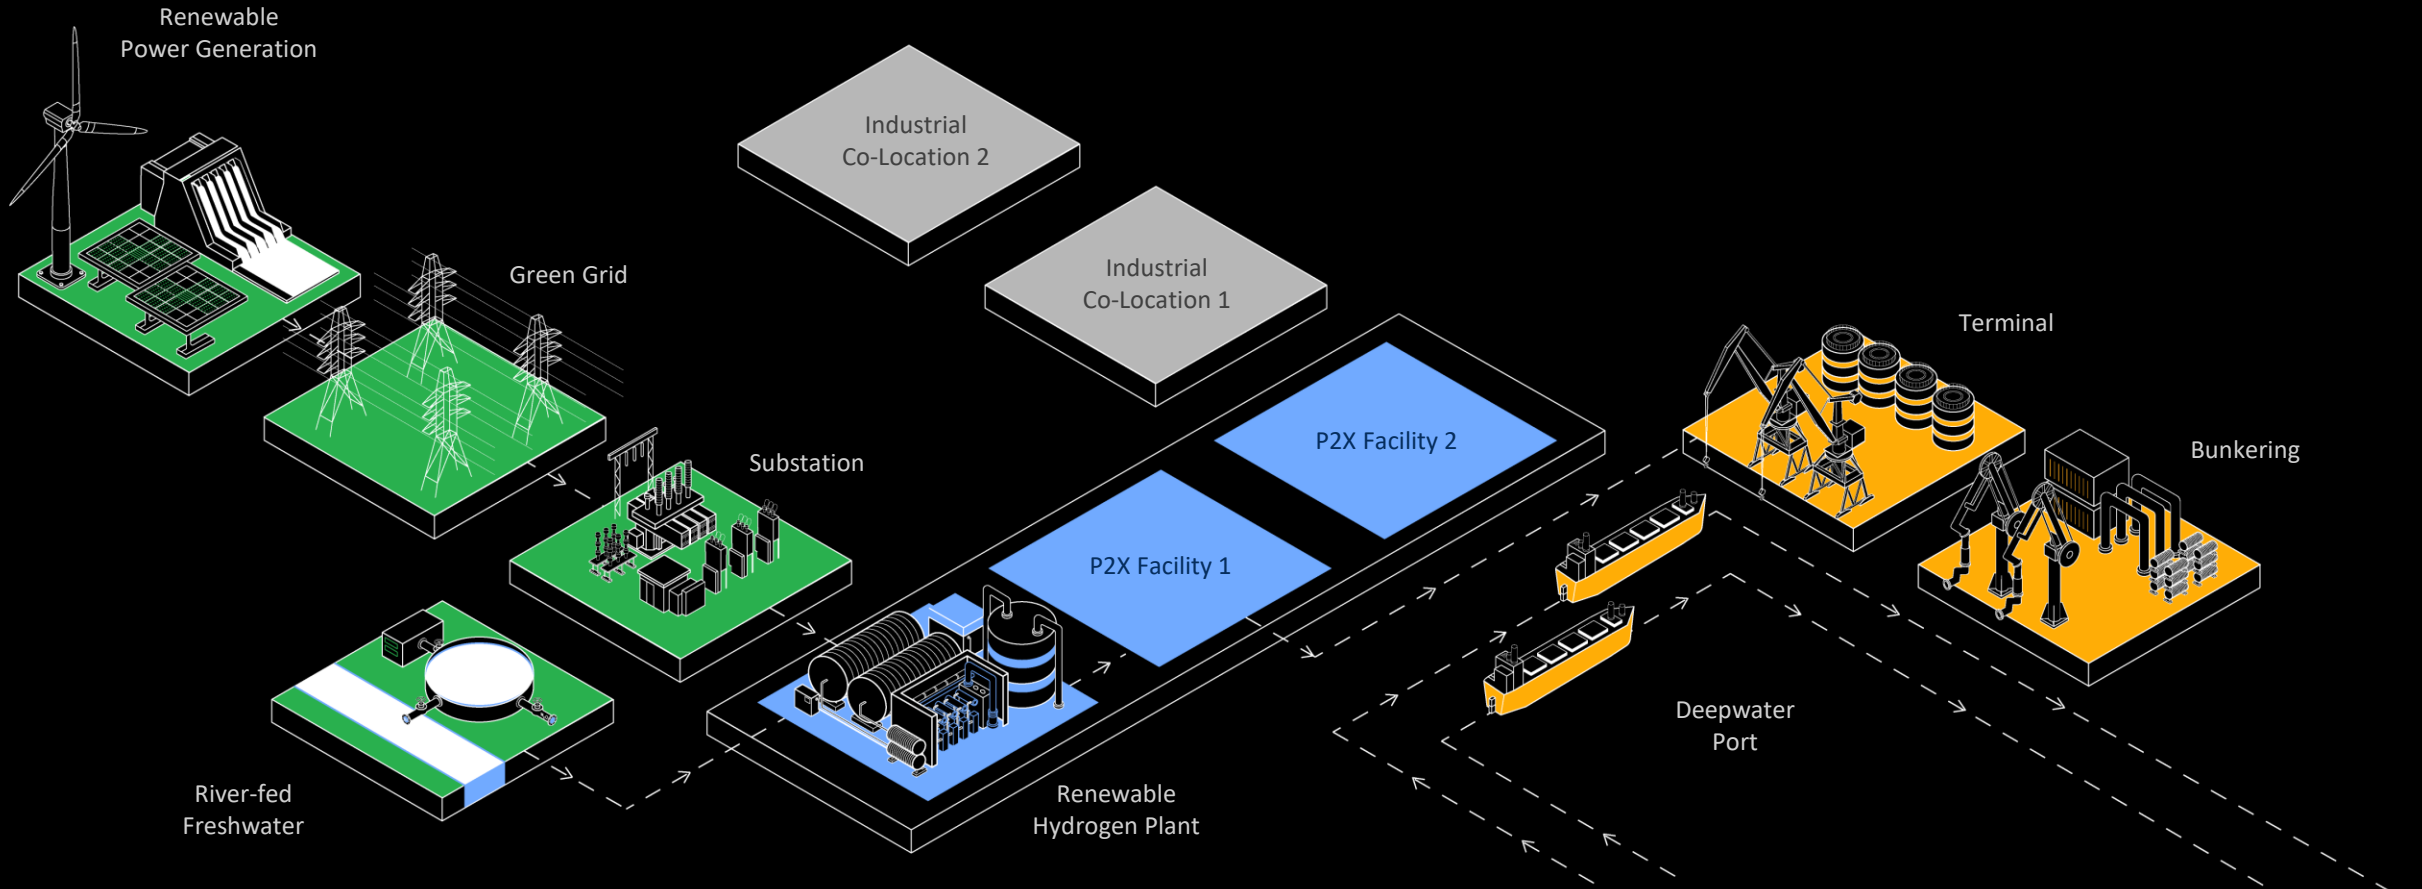 Renewable
Power Generation
Industrial
Co-Location 2
Green Grid
Industrial
Co-Location 1
Terminal
Substation
P2X Facility 2
Bunkering
P2X Facility 1
Deepwater
Port
River-fed
Freshwater
Renewable
Hydrogen Plant